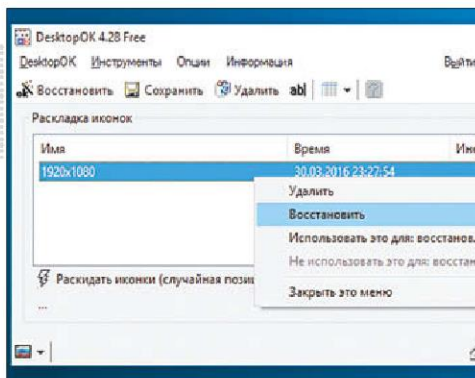 DesktopOK 4.28 Free
DesktopOK Инструменты Опции Информация Выйти
Восстановить Сохранить Удалить ab|
Раскладка иконок
Имя Время
1920x1080 30.03.2016 23:27:54
Удалить
Восстановить
Использовать это для: восстанов.
Не использовать это для: восстан
Раскидать иконки (случайная пози
Закрыть это меню
...